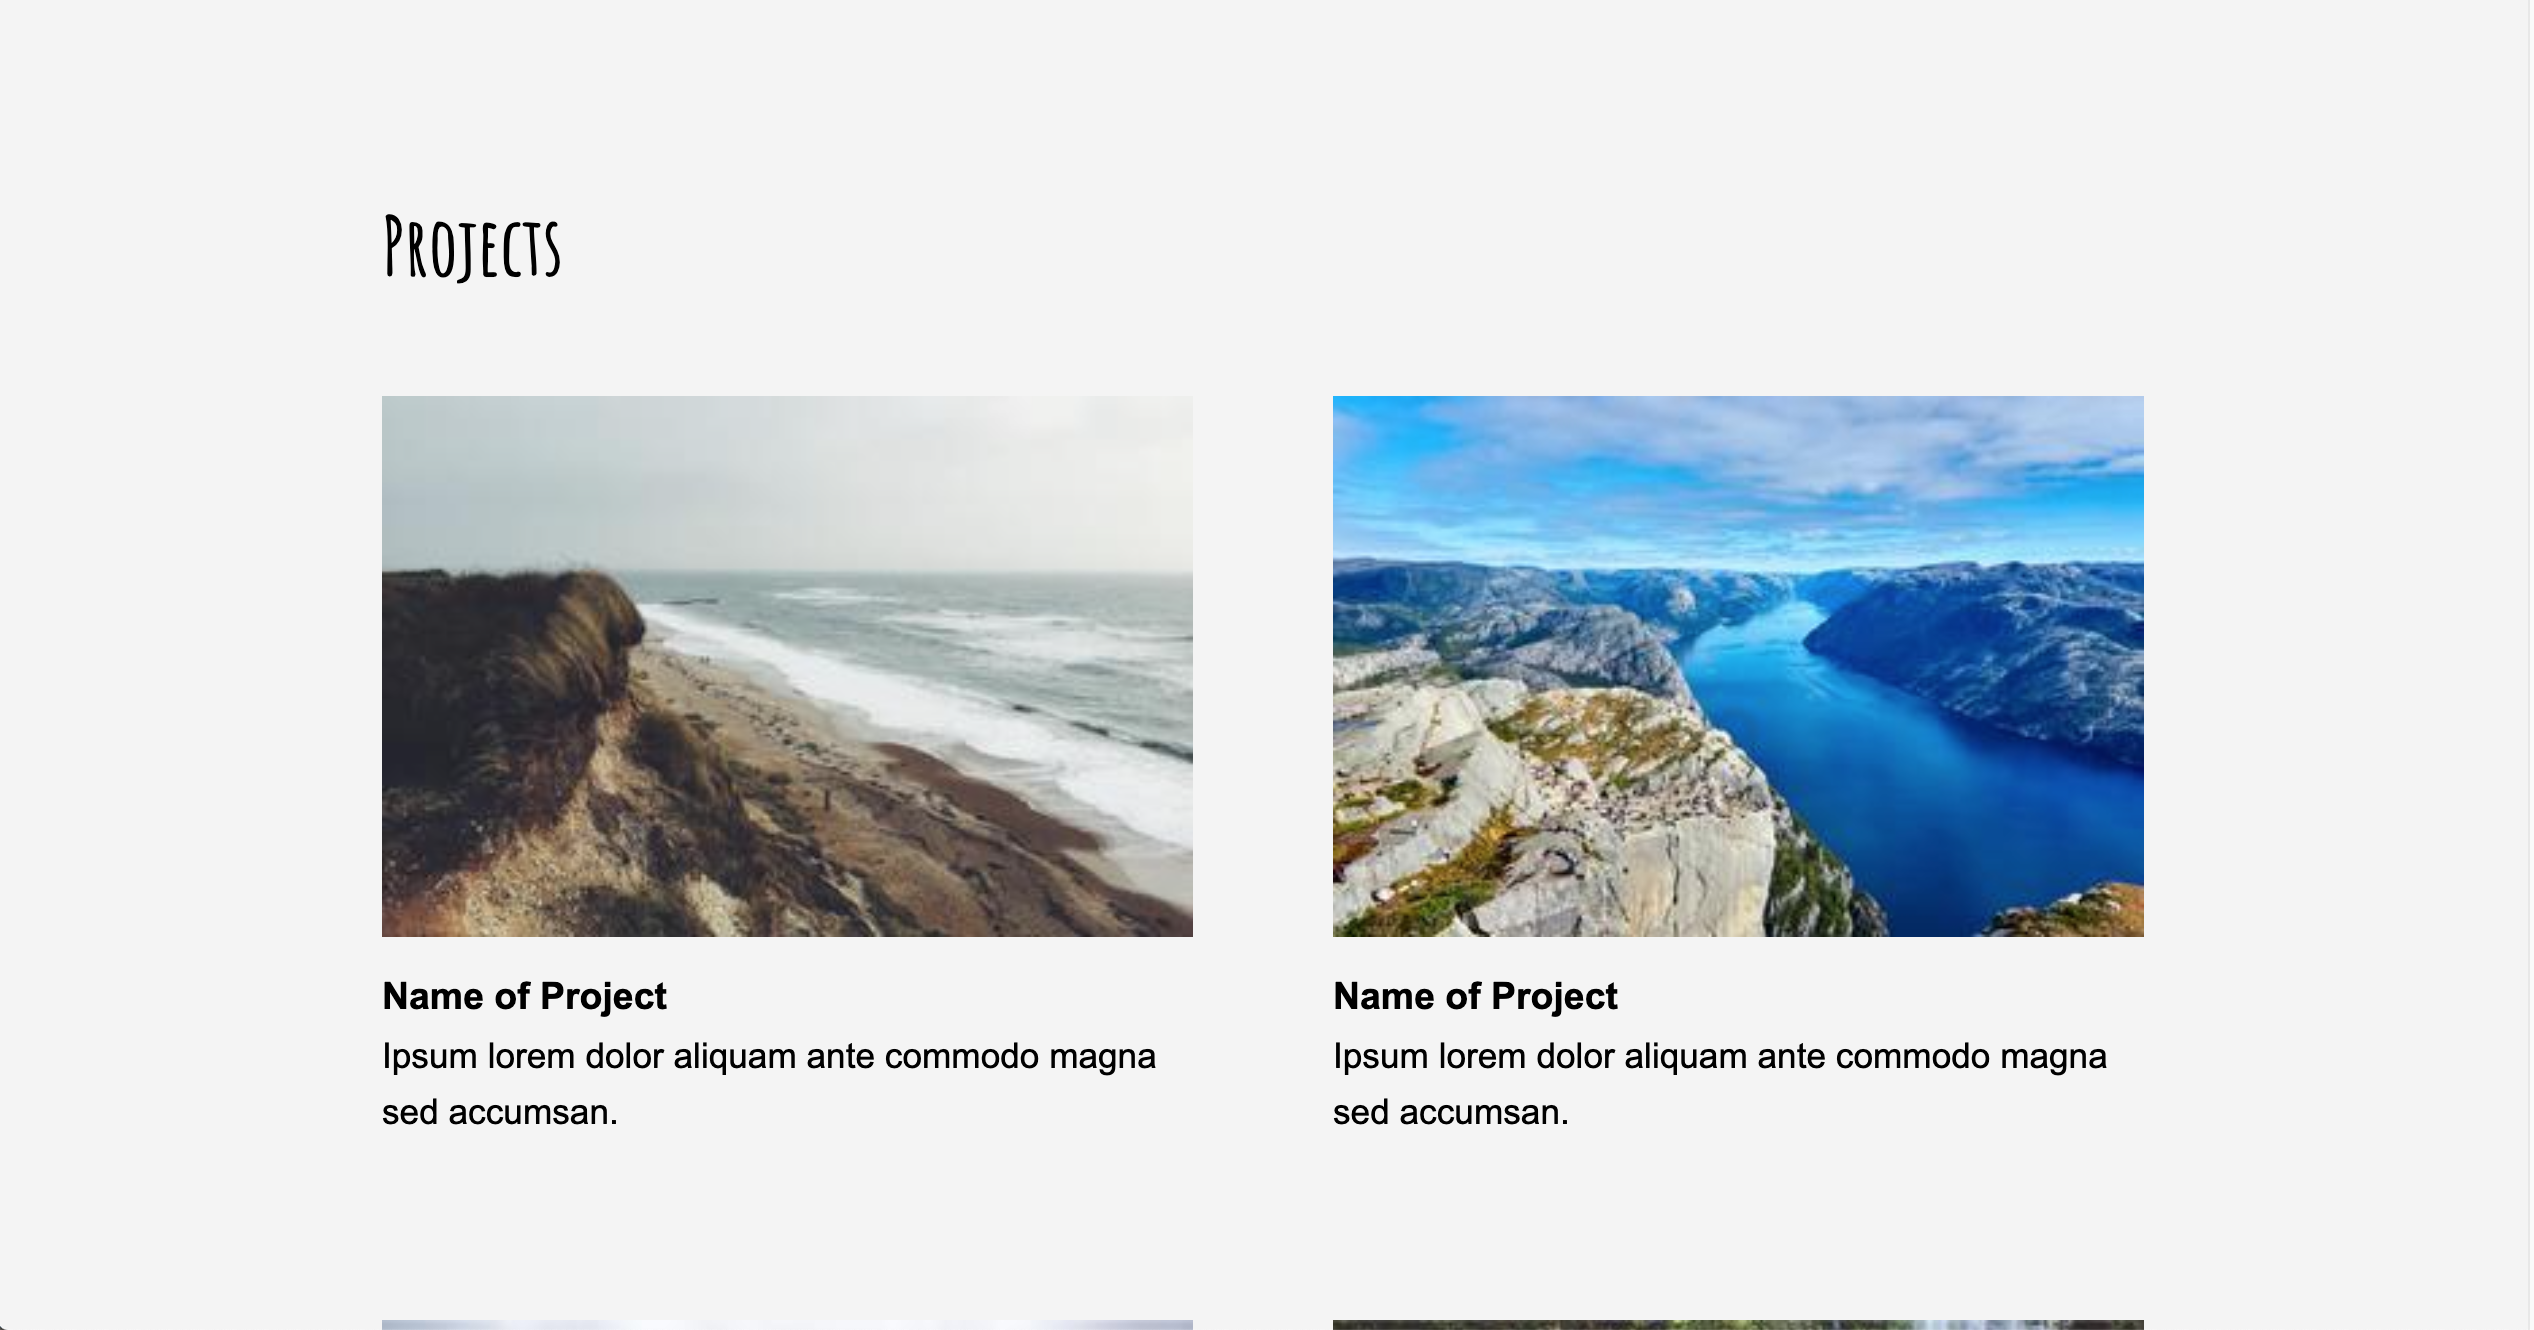 Projects
Name of Project
Ipsum lorem dolor aliquam ante commodo magna
sed accumsan.
Name of Project
Ipsum lorem dolor aliquam ante commodo magna
sed accumsan.